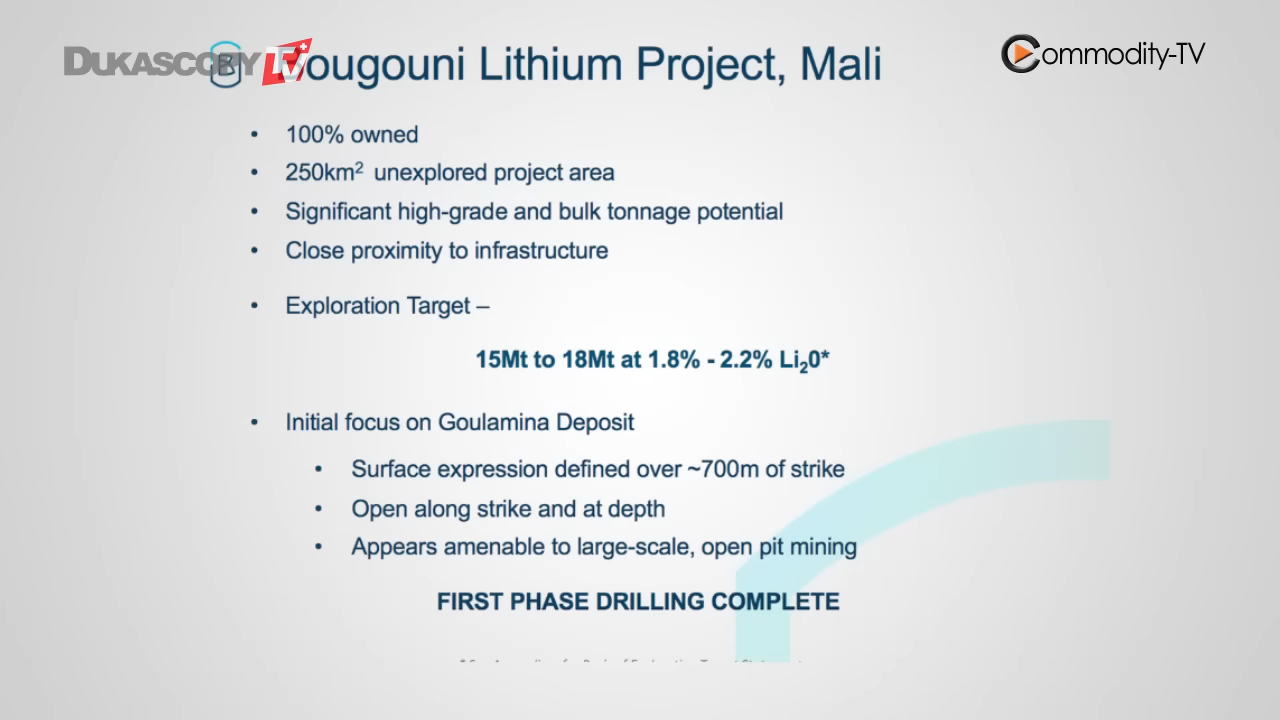 DUKASCOPY TV
Bougouni Lithium Project, Mali
Commodity-TV
• 100% owned
• 250km² unexplored project area
• Significant high-grade and bulk tonnage potential
• Close proximity to infrastructure
• Exploration Target –
15Mt to 18Mt at 1.8% - 2.2% Li₂0*
• Initial focus on Goulamina Deposit
• Surface expression defined over ~700m of strike
• Open along strike and at depth
• Appears amenable to large-scale, open pit mining
FIRST PHASE DRILLING COMPLETE